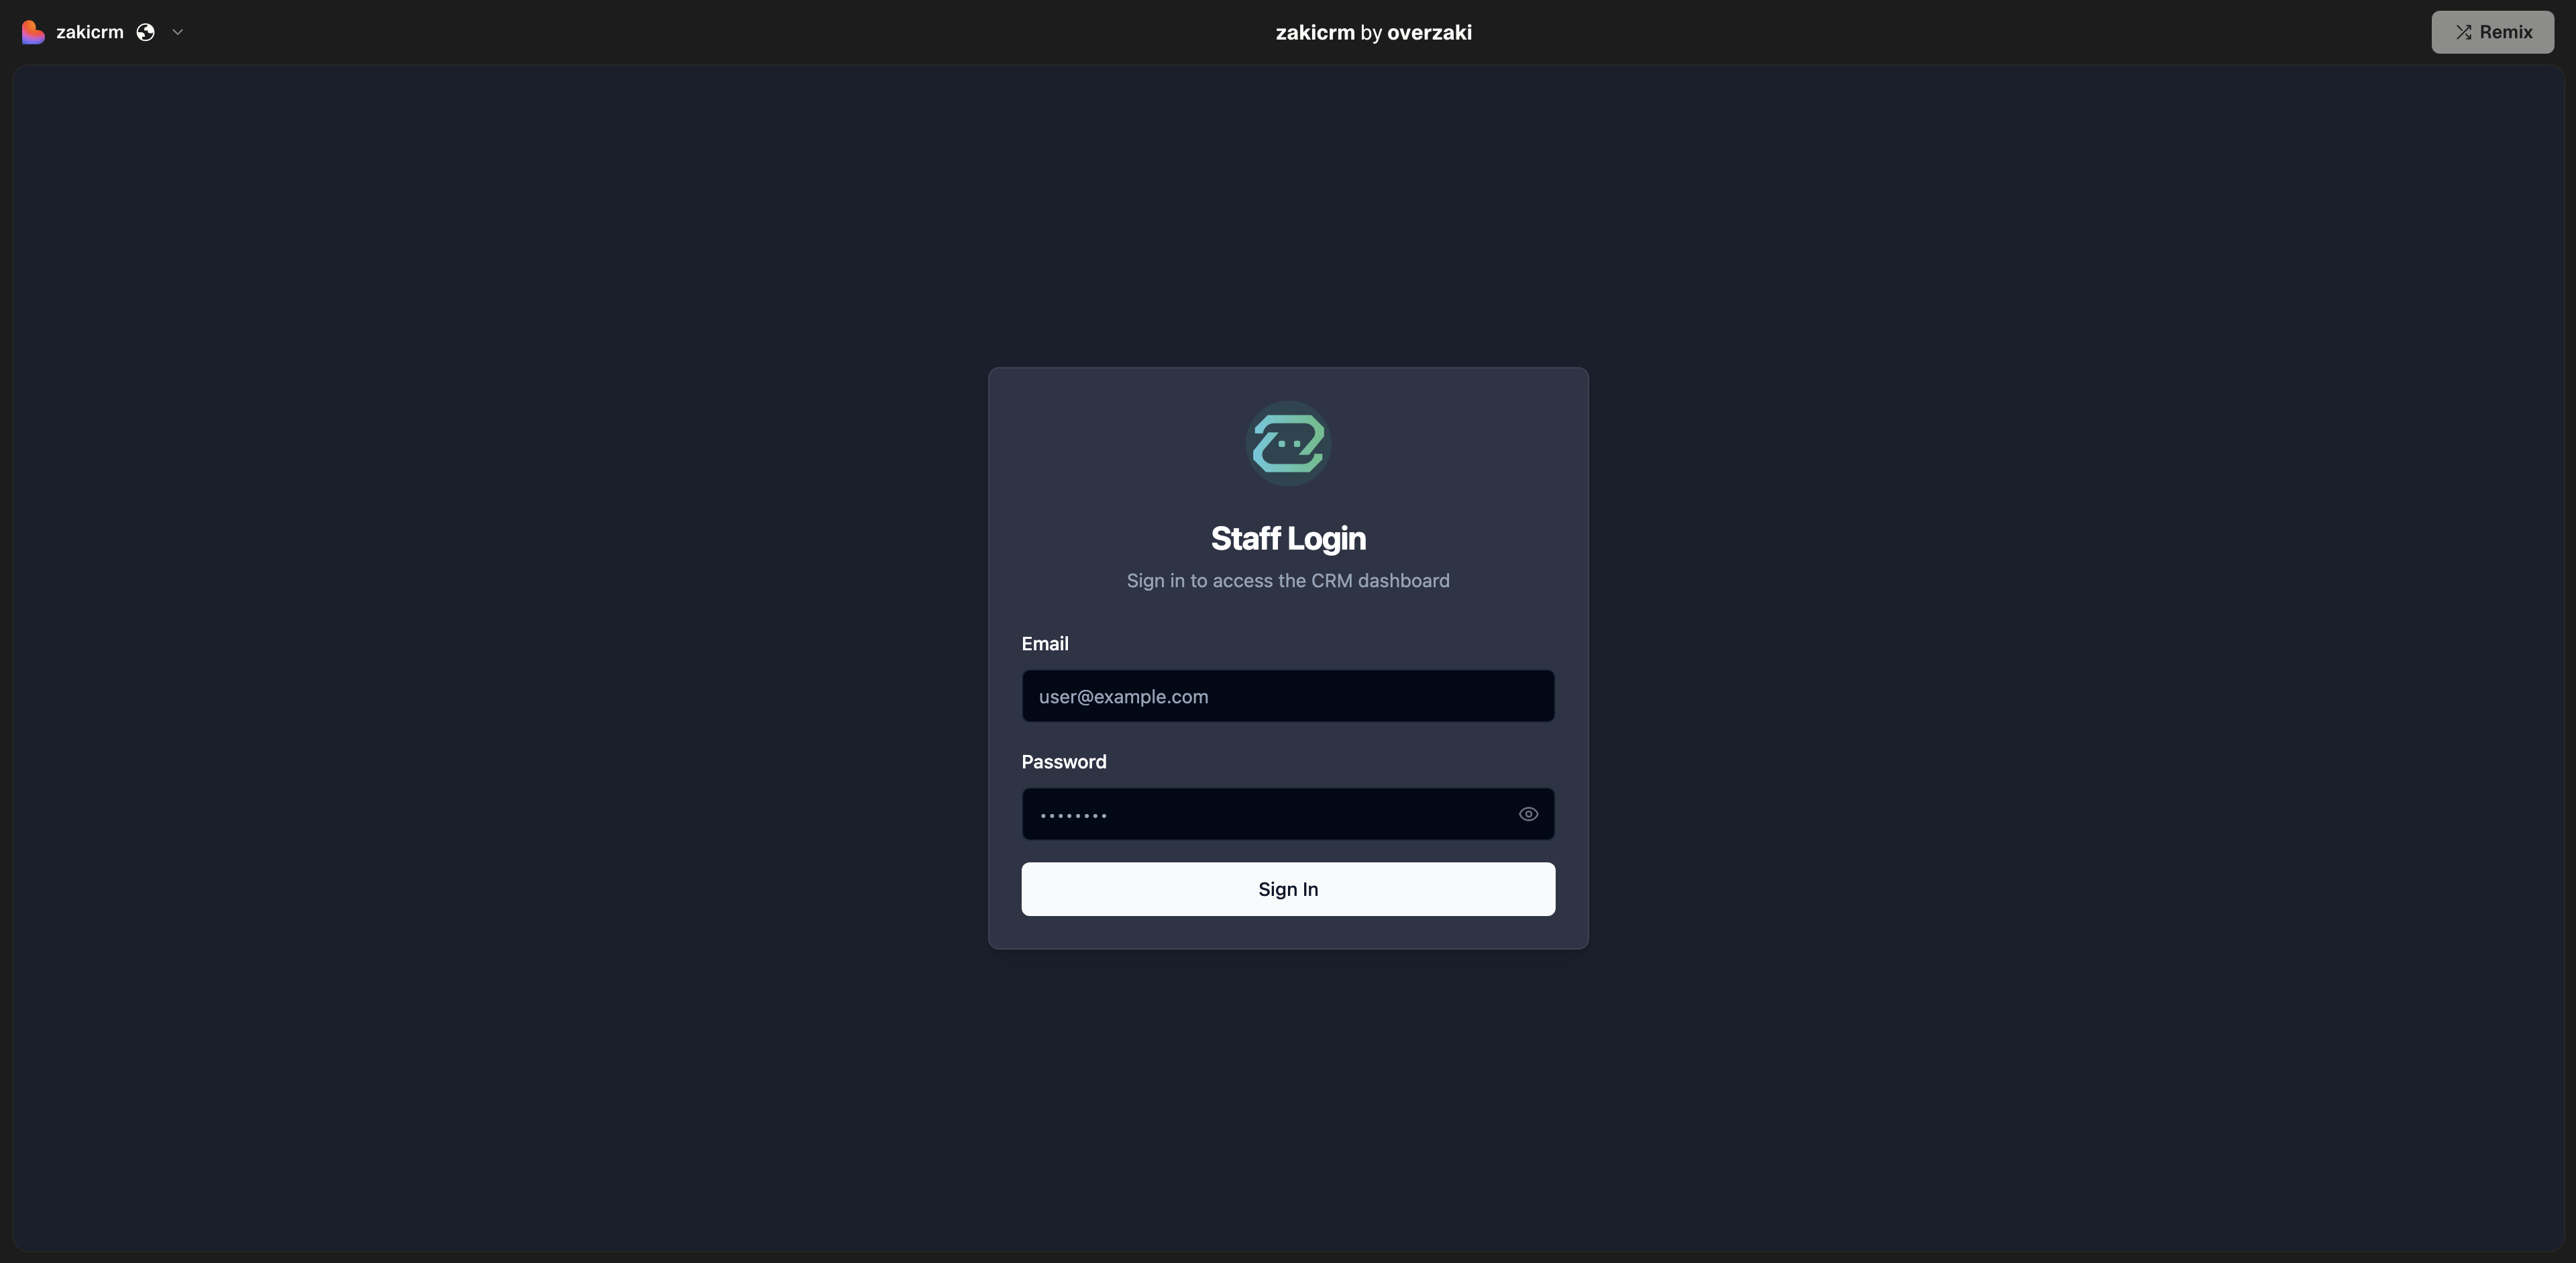 zakicrm
zakicrm by overzaki
Remix
Staff Login
Sign in to access the CRM dashboard
Email
user@example.com
Password
••••••••
Sign In